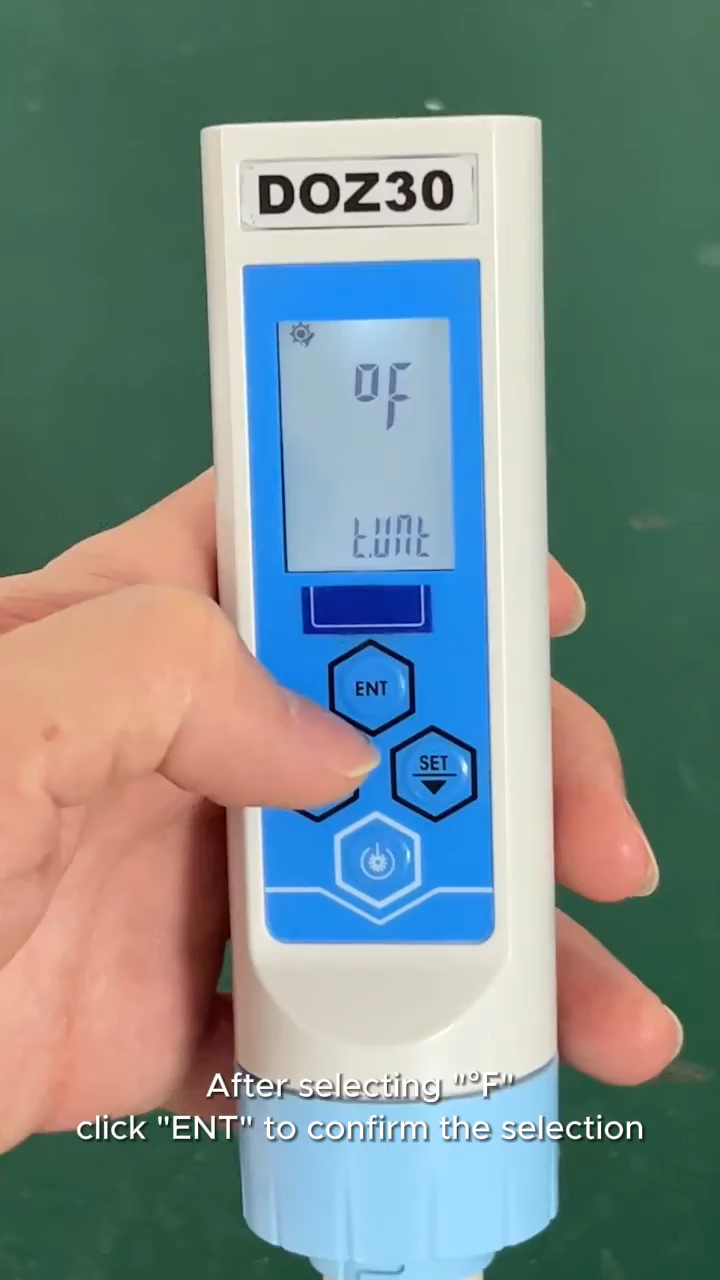 DOZ30
°F
t.UNt
ENT
SET
After selecting "°F"
click "ENT" to confirm the selection